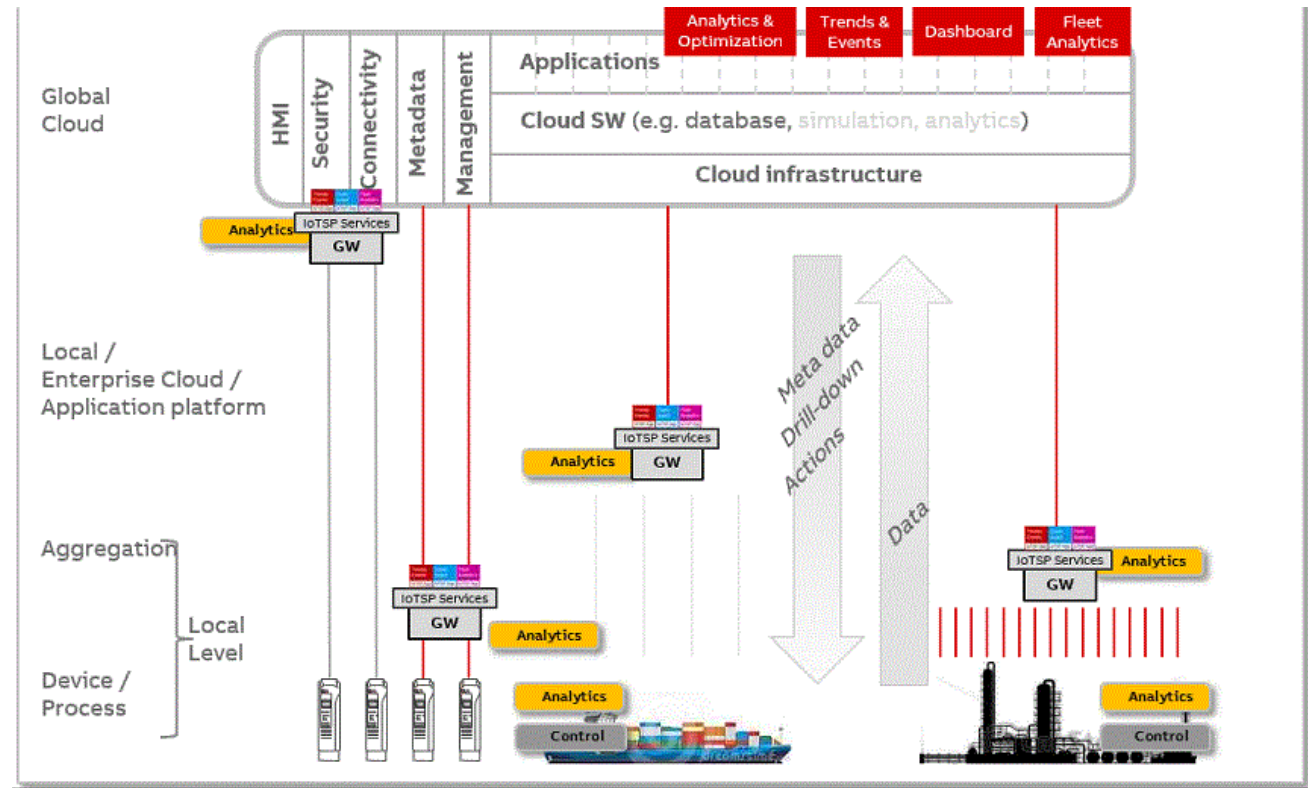 Analytics &
Optimization
Trends &
Events
Dashboard
Fleet
Analytics
Global
Cloud
HMI
Security
Connectivity
Metadata
Management
Applications
Cloud SW (e.g. database, simulation, analytics)
Cloud infrastructure
Analytics
IoTSP Services
GW
Local /
Enterprise Cloud /
Application platform
Meta data
Drill-down
Actions
Data
IoTSP Services
Analytics
GW
Aggregation
IoTSP Services
Analytics
GW
IoTSP Services
GW
Analytics
Local
Level
Device /
Process
Analytics
Control
Analytics
Control